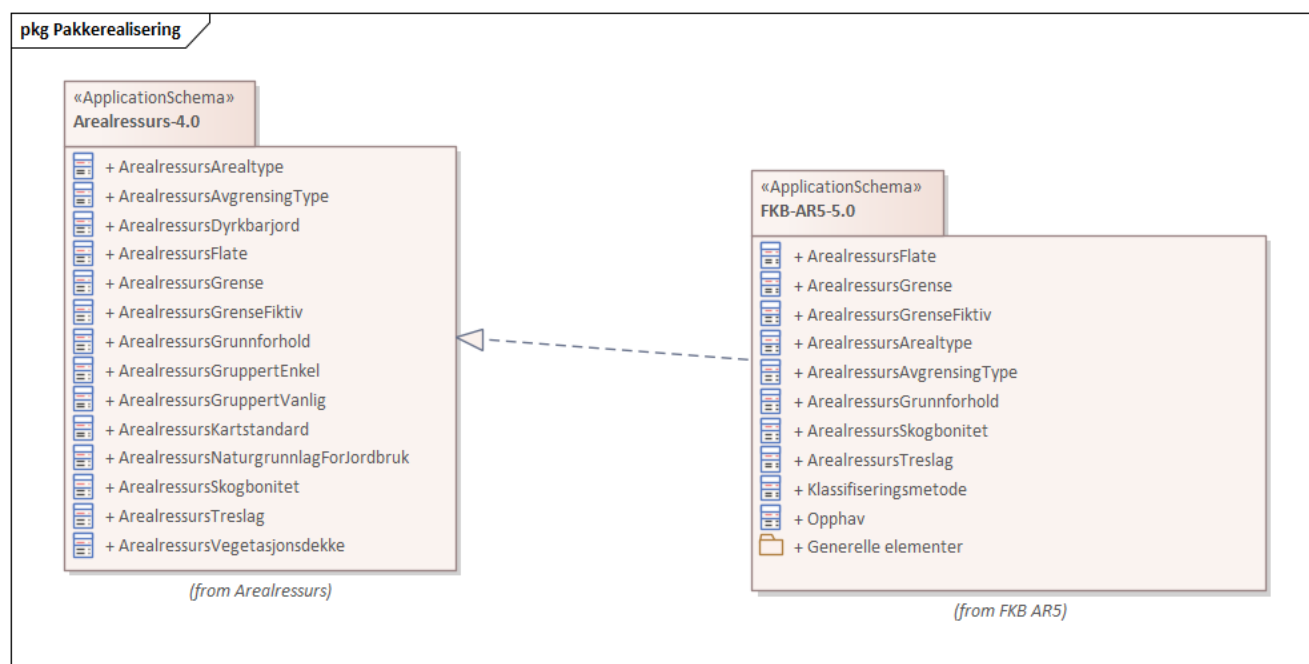 pkg Pakkerealisering
«ApplicationSchema»
Arealressurs-4.0
+ ArealressursArealtype
+ ArealressursAvgrensingType
+ ArealressursDyrkbarjord
+ ArealressursFlate
+ ArealressursGrense
+ ArealressursGrenseFiktiv
+ ArealressursGrunnforhold
+ ArealressursGruppertEnkel
+ ArealressursGruppertVanlig
+ ArealressursKartstandard
+ ArealressursNaturgrunnlagForJordbruk
+ ArealressursSkogbonitet
+ ArealressursTreslag
+ ArealressursVegetasjonsdekke
(from Arealressurs)
«ApplicationSchema»
FKB-AR5-5.0
+ ArealressursFlate
+ ArealressursGrense
+ ArealressursGrenseFiktiv
+ ArealressursArealtype
+ ArealressursAvgrensingType
+ ArealressursGrunnforhold
+ ArealressursSkogbonitet
+ ArealressursTreslag
+ Klassifiseringsmetode
+ Opphav
+ Generelle elementer
(from FKB AR5)